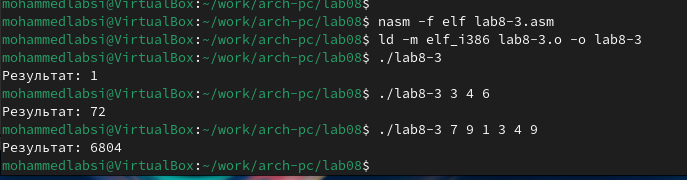 mohammedlabsi@VirtualBox:~/work/arch-pc/lab08$
mohammedlabsi@VirtualBox:~/work/arch-pc/lab08$ nasm -f elf lab8-3.asm
mohammedlabsi@VirtualBox:~/work/arch-pc/lab08$ ld -m elf_i386 lab8-3.o -o lab8-3
mohammedlabsi@VirtualBox:~/work/arch-pc/lab08$ ./lab8-3
Результат: 1
mohammedlabsi@VirtualBox:~/work/arch-pc/lab08$ ./lab8-3 3 4 6
Результат: 72
mohammedlabsi@VirtualBox:~/work/arch-pc/lab08$ ./lab8-3 7 9 1 3 4 9
Результат: 6804
mohammedlabsi@VirtualBox:~/work/arch-pc/lab08$